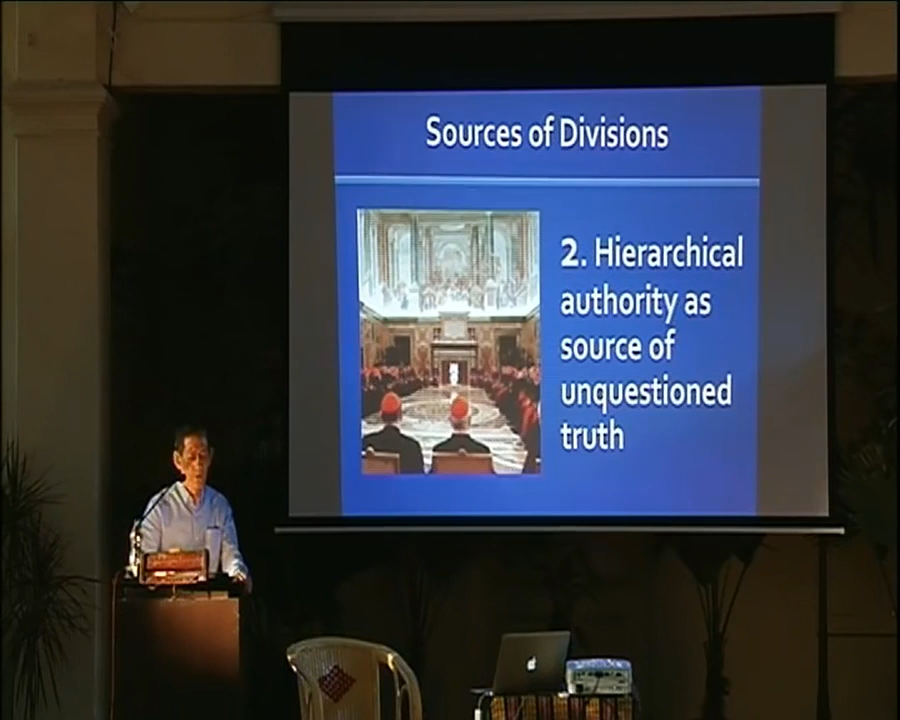 Sources of Divisions
2. Hierarchical
authority as
source of
unquestioned
truth